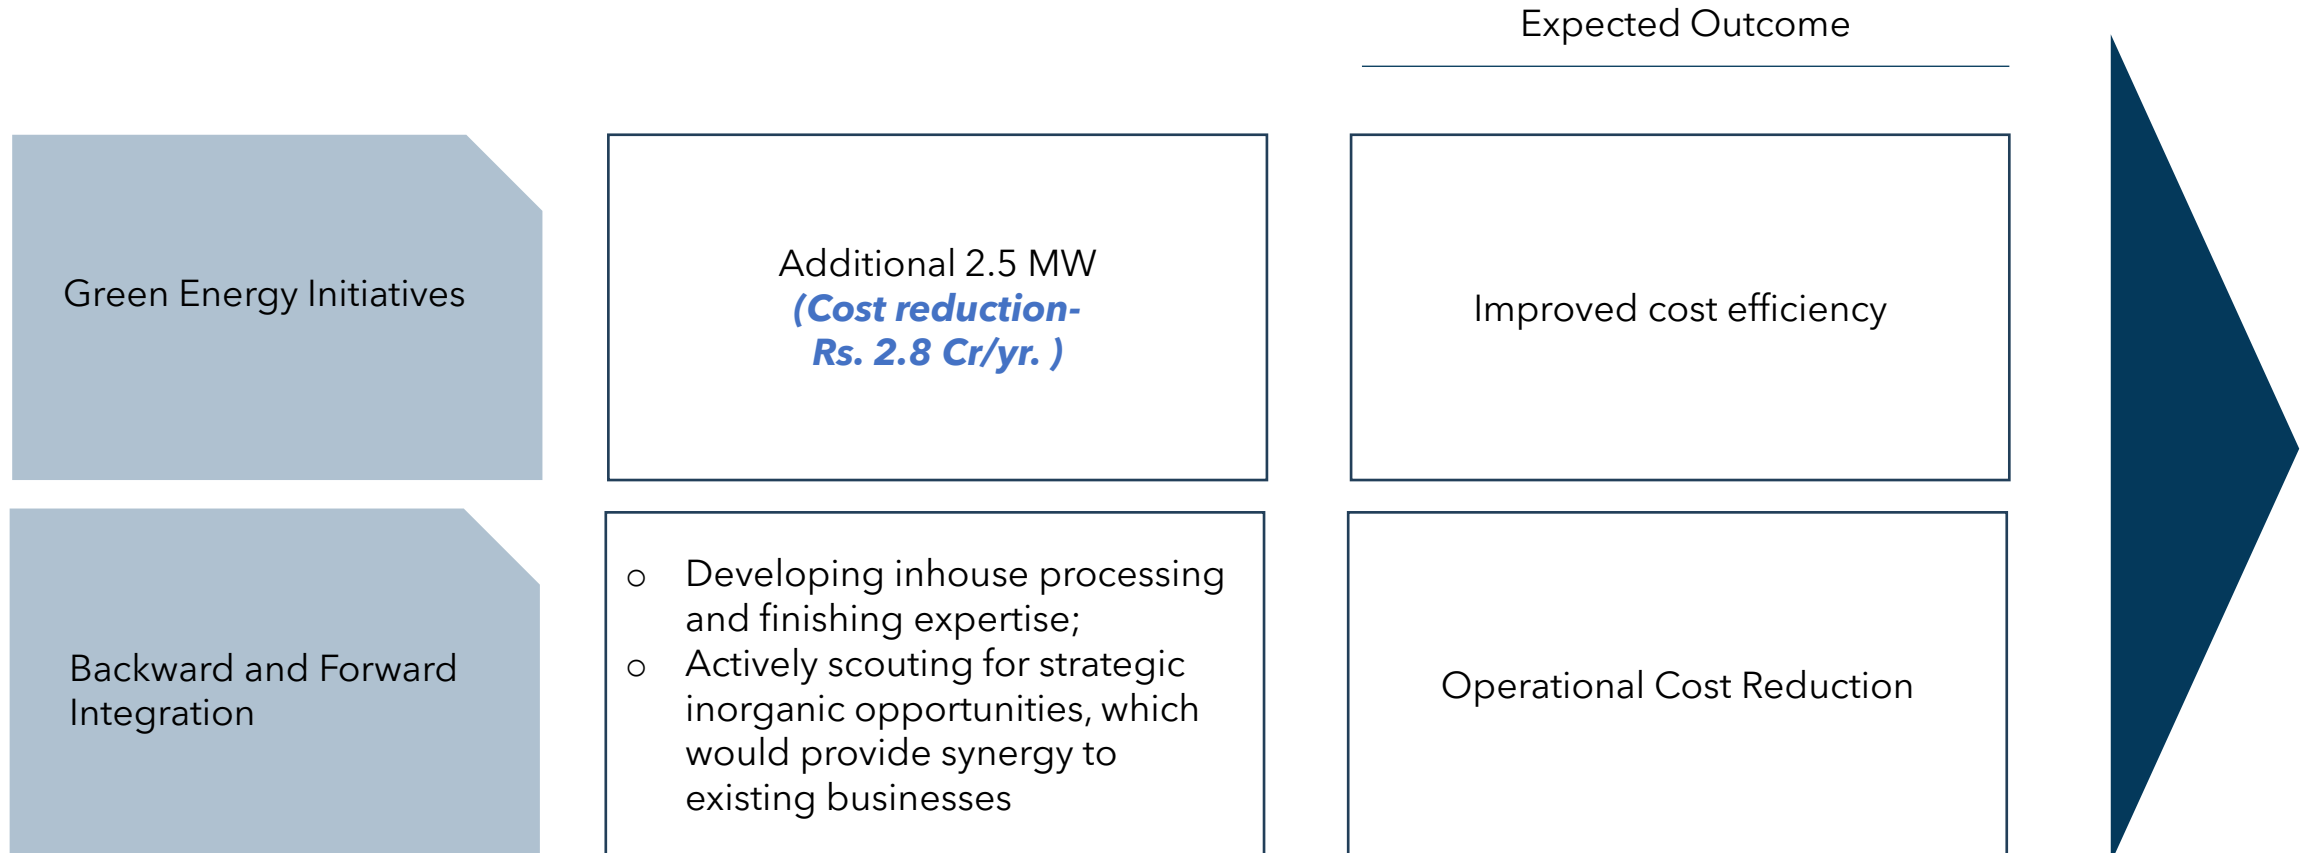 Expected Outcome
Green Energy Initiatives
Additional 2.5 MW
(Cost reduction-
Rs. 2.8 Cr/yr. )
Improved cost efficiency
Backward and Forward
Integration
o Developing inhouse processing
and finishing expertise;
o Actively scouting for strategic
inorganic opportunities, which
would provide synergy to
existing businesses
Operational Cost Reduction